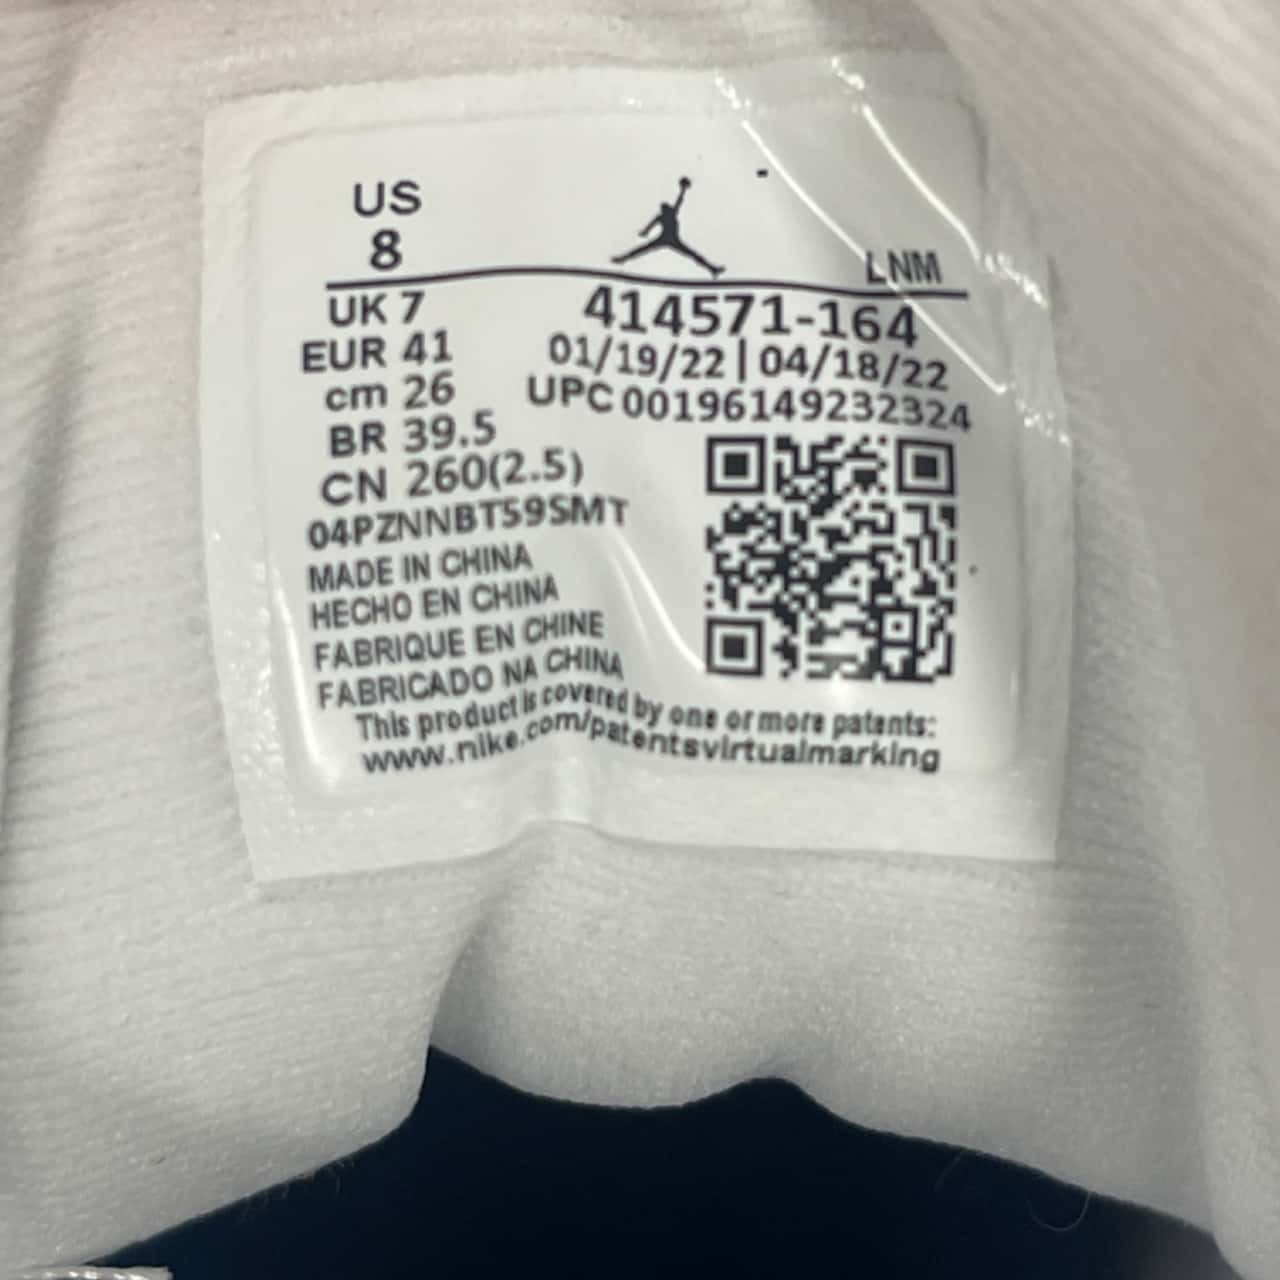 US
8
LNM
UK 7
414571-164
EUR 41
01/19/22 | 04/18/22
cm 26
UPC 00196149232324
BR 39.5
CN 260(2.5)
04PZNNBT59SMT
MADE IN CHINA
HECHO EN CHINA
FABRIQUE EN CHINE
FABRICADO NA CHINA
This product is covered by one or more patents:
www.nike.com/patentsvirtualmarking